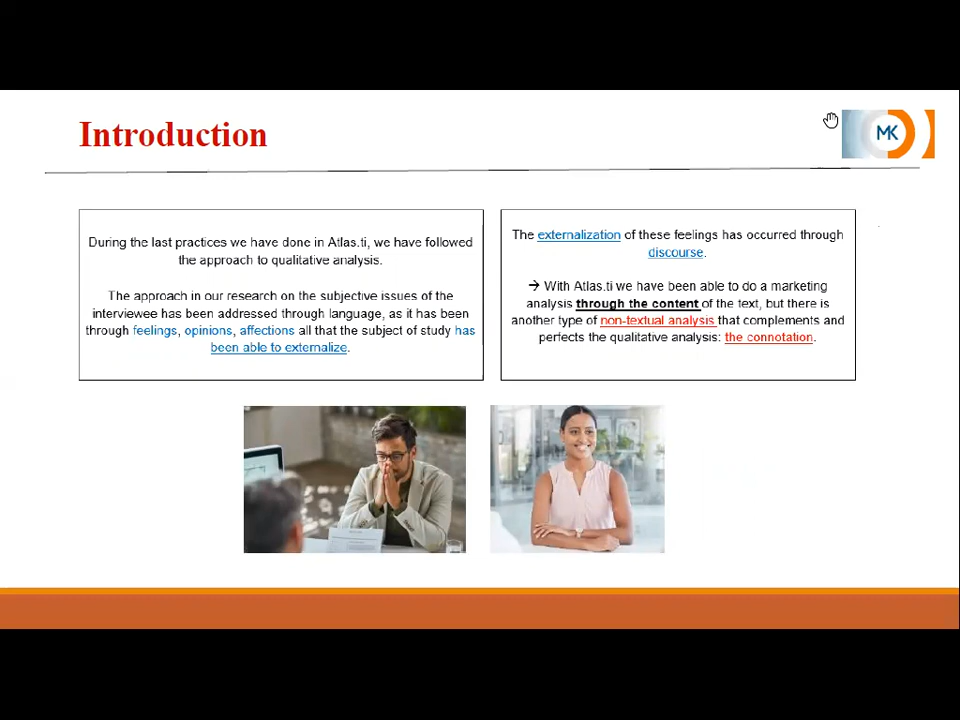 Introduction
MK
During the last practices we have done in Atlas.ti, we have followed
the approach to qualitative analysis.
The approach in our research on the subjective issues of the
interviewee has been addressed through language, as it has been
through feelings, opinions, affections all that the subject of study has
been able to externalize.
The externalization of these feelings has occurred through
discourse.
→ With Atlas.ti we have been able to do a marketing
analysis through the content of the text, but there is
another type of non-textual analysis that complements and
perfects the qualitative analysis: the connotation.